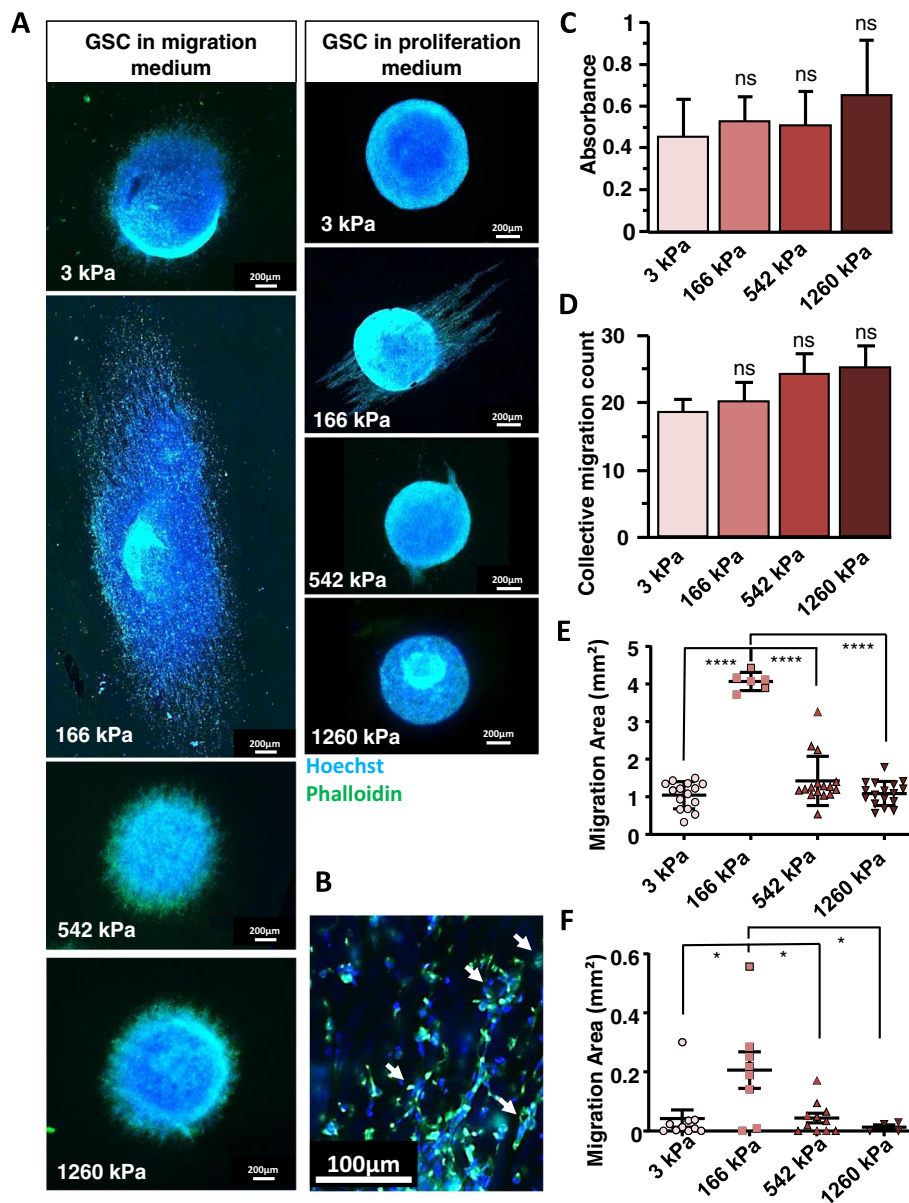 A
GSC in migration
medium
3 kPa
200µm
166 kPa
200µm
542 kPa
200µm
1260 kPa
200µm
GSC in proliferation
medium
3 kPa
200µm
166 kPa
200µm
542 kPa
200µm
1260 kPa
200µm
Hoechst
Phalloidin
B
100µm
C
Absorbance
1
0.8
0.6
0.4
0.2
0
ns
ns
ns
3 kPa
166 kPa
542 kPa
1260 kPa
D
Collective migration count
30
20
10
0
ns
ns
ns
3 kPa
166 kPa
542 kPa
1260 kPa
E
Migration Area (mm²)
5
4
3
2
1
0
****
****
****
3 kPa
166 kPa
542 kPa
1260 kPa
F
Migration Area (mm²)
0.6
0.4
0.2
0
*
*
*
3 kPa
166 kPa
542 kPa
1260 kPa